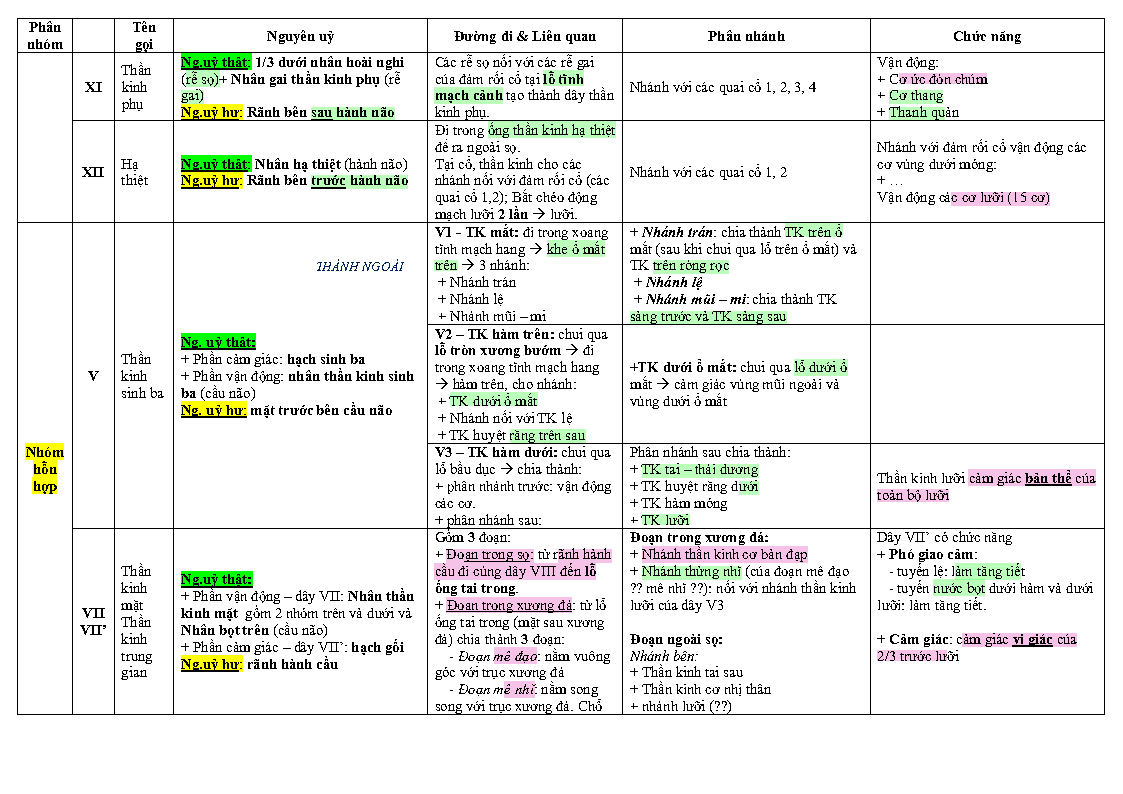 Phân nhóm
Tên gọi
Nguyên uỷ
Đường đi & Liên quan
Phân nhánh
Chức năng
XI
Thần
kinh
phụ
Ng.uỷ thật: 1/3 dưới nhân hoài nghi
(rễ sọ)+ Nhân gai thần kinh phụ (rễ
gai)
Ng.uỷ hư: Rãnh bên sau hành não
Các rễ sọ nối với các rễ gai
của đám rối cổ tại lỗ tĩnh
mạch cảnh tạo thành dây thần
kinh phụ.
Nhánh với các quai cổ 1, 2, 3, 4
Vận động:
+ Cơ ức đòn chũm
+ Cơ thang
+ Thanh quản
XII
Hạ
thiệt
Ng.uỷ thật: Nhân hạ thiệt (hành não)
Ng.uỷ hư: Rãnh bên trước hành não
Đi trong ống thần kinh hạ thiệt
để ra ngoài sọ.
Tại cổ, thần kinh cho các
nhánh nối với đám rối cổ (các
quai cổ 1,2); Bắt chéo động
mạch lưỡi 2 lần → lưỡi.
Nhánh với các quai cổ 1, 2
Nhánh với đám rối cổ vận động các
cơ vùng dưới móng:
+ …
Vận động các cơ lưỡi (15 cơ)
Nhóm
hỗn
hợp
V
Thần
kinh
sinh ba
THÀNH NGOÀI
Ng. uỷ thật:
+ Phần cảm giác: hạch sinh ba
+ Phần vận động: nhân thần kinh sinh
ba (cầu não)
Ng. uỷ hư: mặt trước bên cầu não
V1 - TK mắt: đi trong xoang
tĩnh mạch hang → khe ổ mắt
trên → 3 nhánh:
+ Nhánh trán
+ Nhánh lệ
+ Nhánh mũi – mi
+ Nhánh trán: chia thành TK trên ổ
mắt (sau khi chui qua lỗ trên ổ mắt) và
TK trên ròng rọc
+ Nhánh lệ
+ Nhánh mũi – mi: chia thành TK
sàng trước và TK sàng sau
V2 – TK hàm trên: chui qua
lỗ tròn xương bướm → đi
trong xoang tĩnh mạch hang
→ hàm trên, cho nhánh:
+ TK dưới ổ mắt
+ Nhánh nối với TK lệ
+ TK huyệt răng trên sau
+TK dưới ổ mắt: chui qua lỗ dưới ổ
mắt → cảm giác vùng mũi ngoài và
vùng dưới ổ mắt
V3 – TK hàm dưới: chui qua
lỗ bầu dục → chia thành:
+ phân nhánh trước: vận động
các cơ.
+ phân nhánh sau:
Phân nhánh sau chia thành:
+ TK tai – thái dương
+ TK huyệt răng dưới
+ TK hàm móng
+ TK lưỡi
Thần kinh lưỡi cảm giác bản thể của
toàn bộ lưỡi
VII
VII’
Thần
kinh
mặt
Thần
kinh
trung
gian
Ng.uỷ thật:
+ Phần vận động – dây VII: Nhân thần
kinh mặt gồm 2 nhóm trên và dưới và
Nhân bọt trên (cầu não)
+ Phần cảm giác – dây VII’: hạch gối
Ng.uỷ hư: rãnh hành cầu
Gồm 3 đoạn:
+ Đoạn trong sọ: từ rãnh hành
cầu đi cùng dây VIII đến lỗ
ống tai trong.
+ Đoạn trong xương đá: từ lỗ
ống tai trong (mặt sau xương
đá) chia thành 3 đoạn:
- Đoạn mê đạo: nằm vuông
góc với trục xương đá
- Đoạn mê nhĩ: nằm song
song với trục xương đá. Chỗ
Đoạn trong xương đá:
+ Nhánh thần kinh cơ bàn đạp
+ Nhánh thừng nhĩ (của đoạn mê đạo
?? mê nhĩ ??): nối với nhánh thần kinh
lưỡi của dây V3
Đoạn ngoài sọ:
Nhánh bên:
+ Thần kinh tai sau
+ Thần kinh cơ nhị thân
+ nhánh lưỡi (??)
Dây VII’ có chức năng
+ Phó giao cảm:
- tuyến lệ: làm tăng tiết
- tuyến nước bọt dưới hàm và dưới
lưỡi: làm tăng tiết.
+ Cảm giác: cảm giác vị giác của
2/3 trước lưỡi